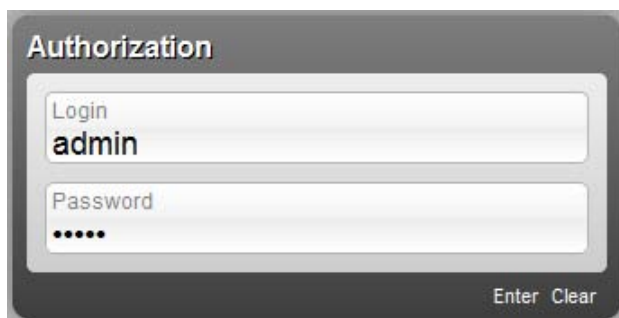 Authorization
Login
admin
Password
•••••
Enter Clear